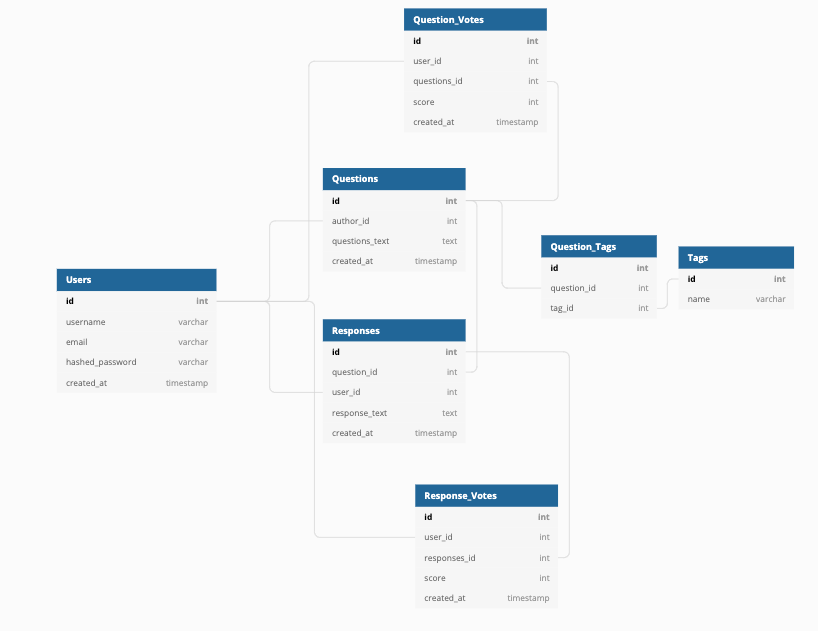 Question_Votes
id int
user_id int
questions_id int
score int
created_at timestamp
Questions
id int
author_id int
questions_text text
created_at timestamp
Question_Tags
id int
question_id int
tag_id int
Tags
id int
name varchar
Users
id int
username varchar
email varchar
hashed_password varchar
created_at timestamp
Responses
id int
question_id int
user_id int
response_text text
created_at timestamp
Response_Votes
id int
user_id int
responses_id int
score int
created_at timestamp